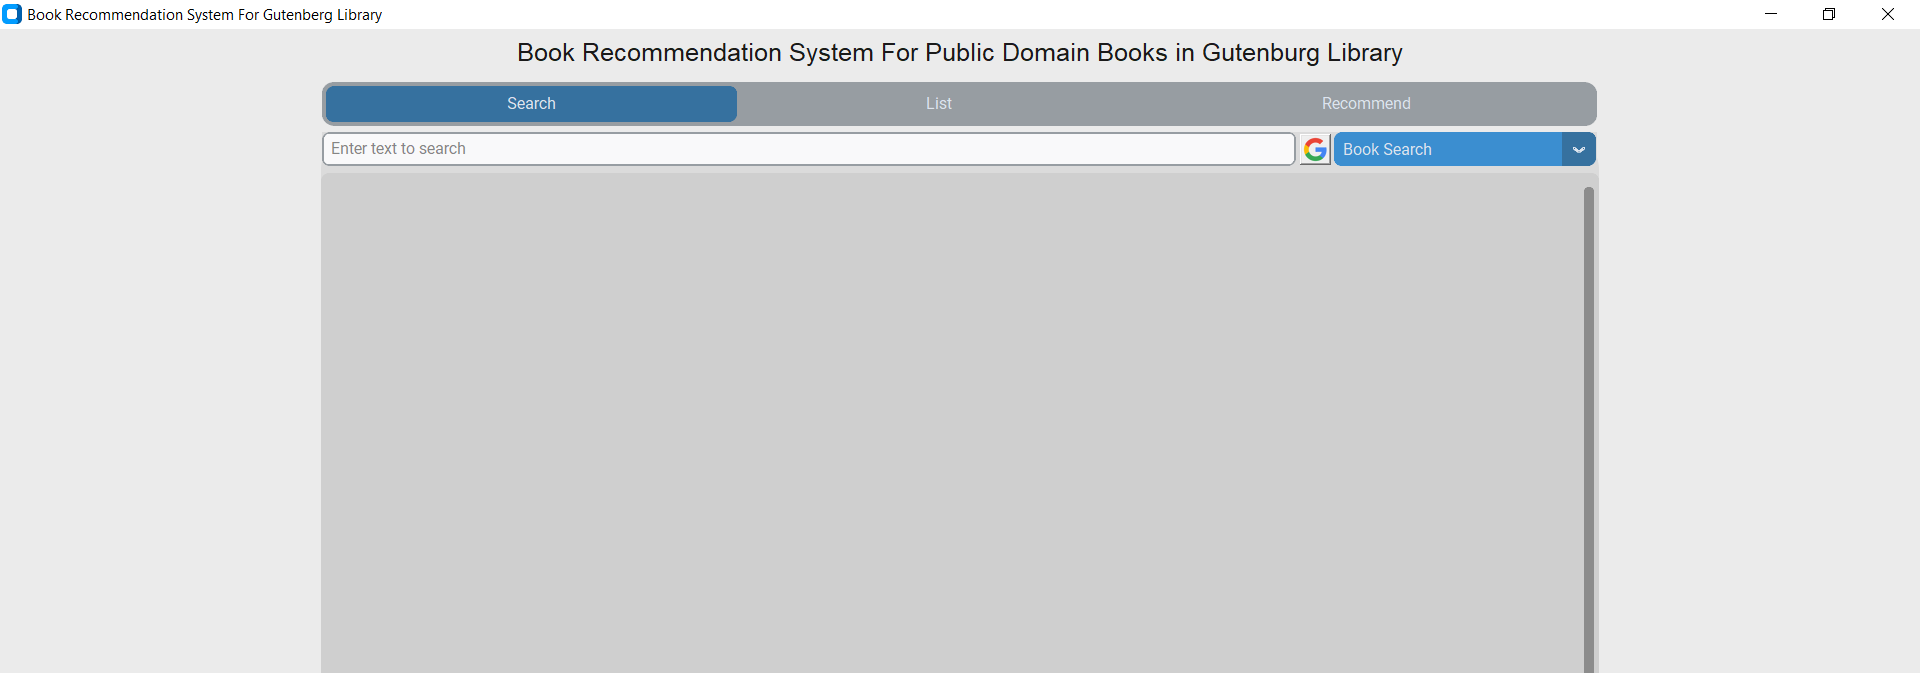 Book Recommendation System For Gutenberg Library
Book Recommendation System For Public Domain Books in Gutenburg Library
Search List Recommend
Enter text to search G Book Search